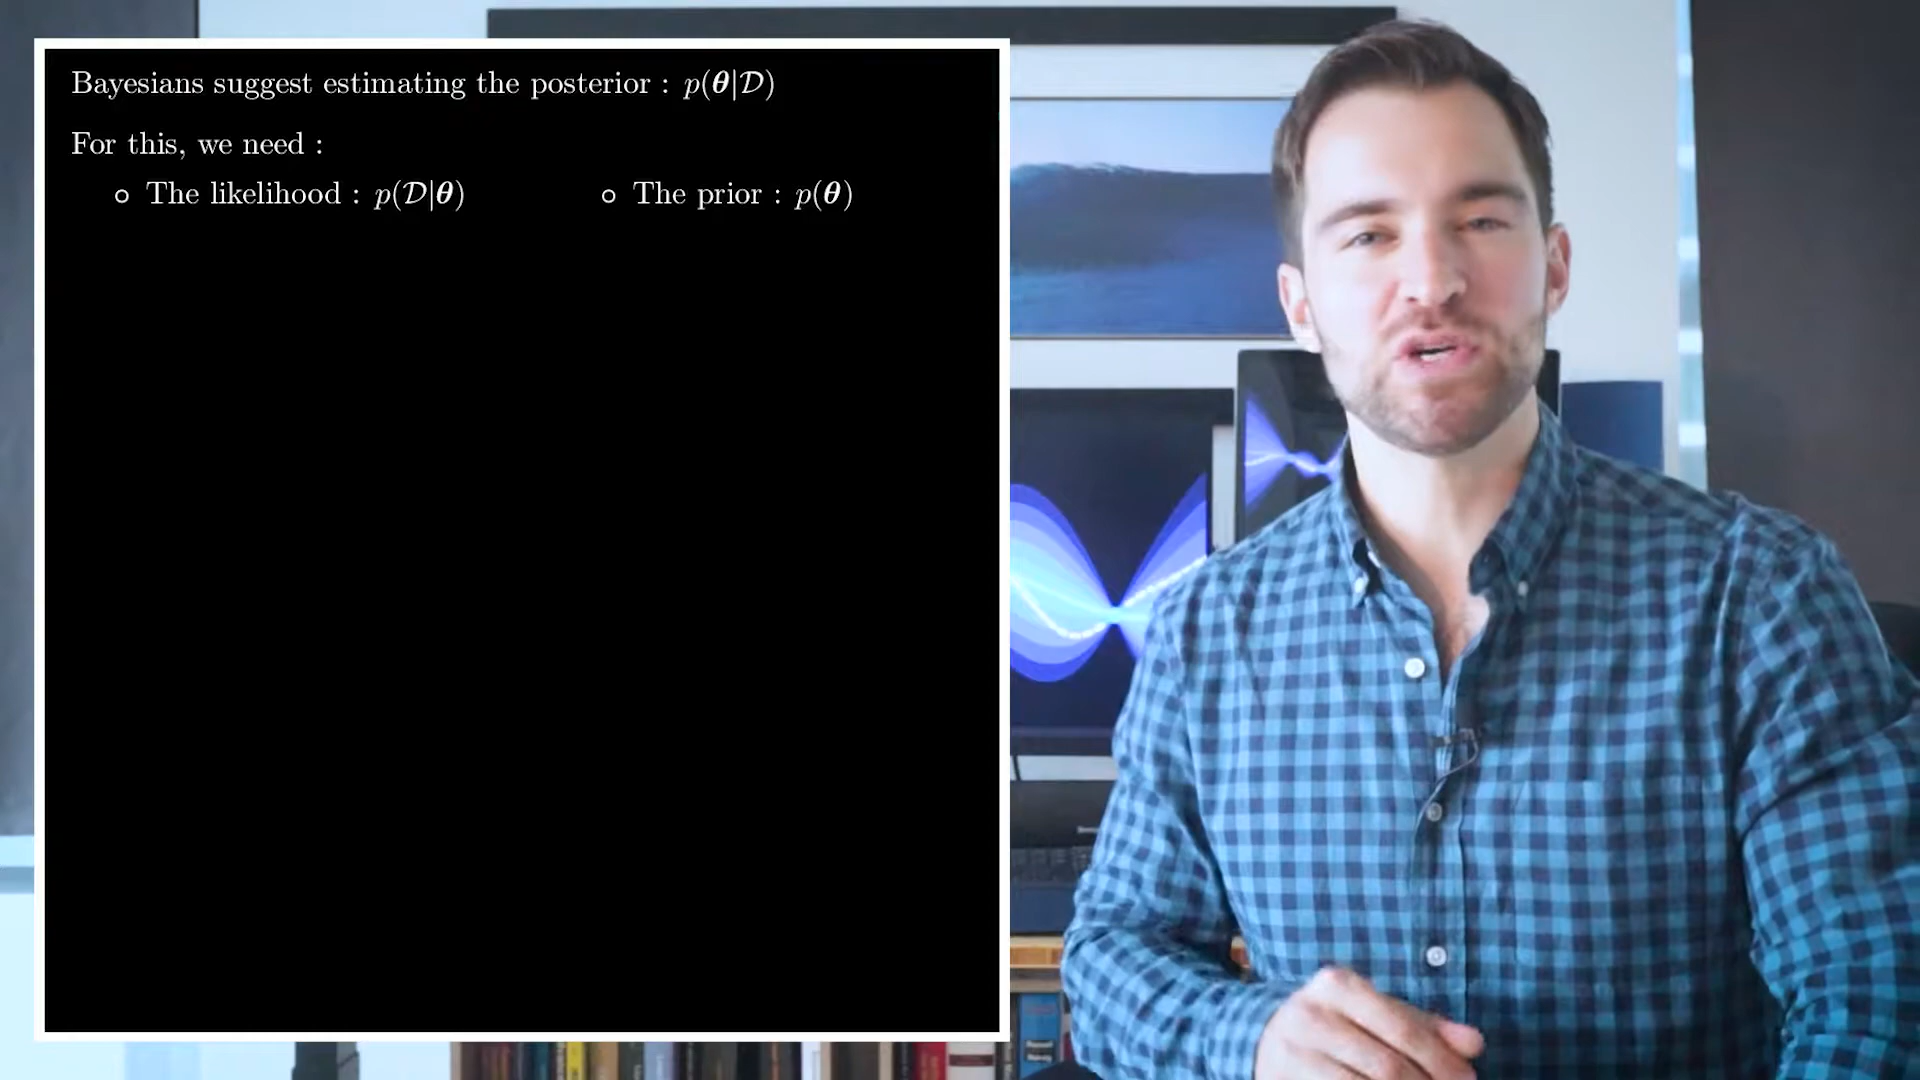 Bayesians suggest estimating the posterior : p(θ|𝒟)
For this, we need :
∘ The likelihood : p(𝒟|θ) ∘ The prior : p(θ)